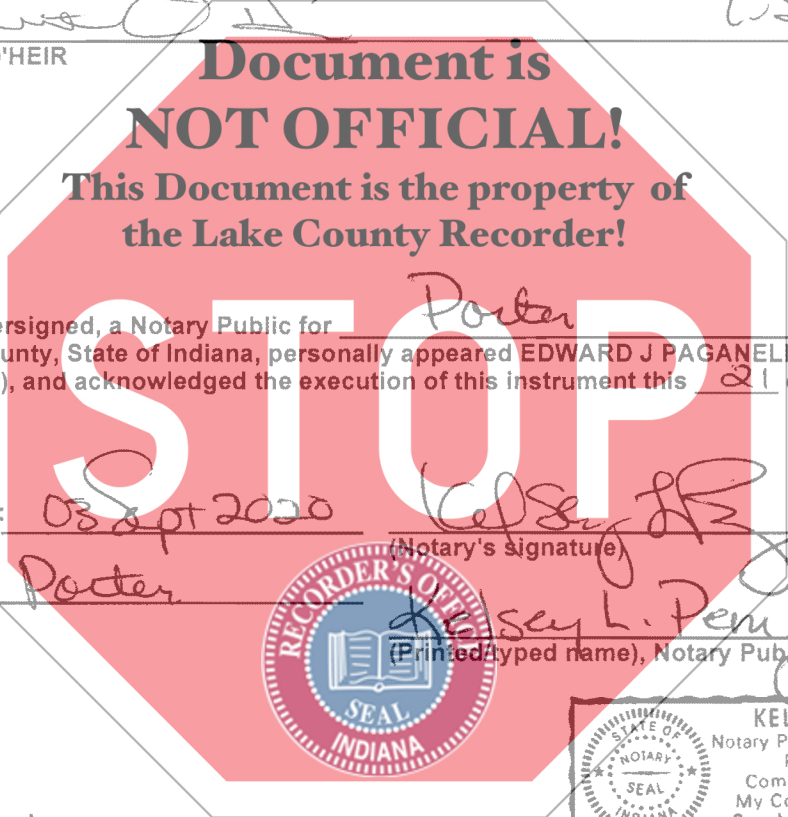 'HEIR
Document is
NOT OFFICIAL!
This Document is the property of
the Lake County Recorder!
Porter
ersigned, a Notary Public for
unty, State of Indiana, personally appeared EDWARD J PAGANELL
), and acknowledged the execution of this instrument this 21
STOP
03 Sept 2020
(Notary's signature)
Porter
Kelsey L. Penu
(Printed/typed name), Notary Pub
RECORDER'S OFFICE
SEAL
INDIANA
STATE OF
NOTARY
SEAL
INDIANA
KEL
Notary P
Com
My Co